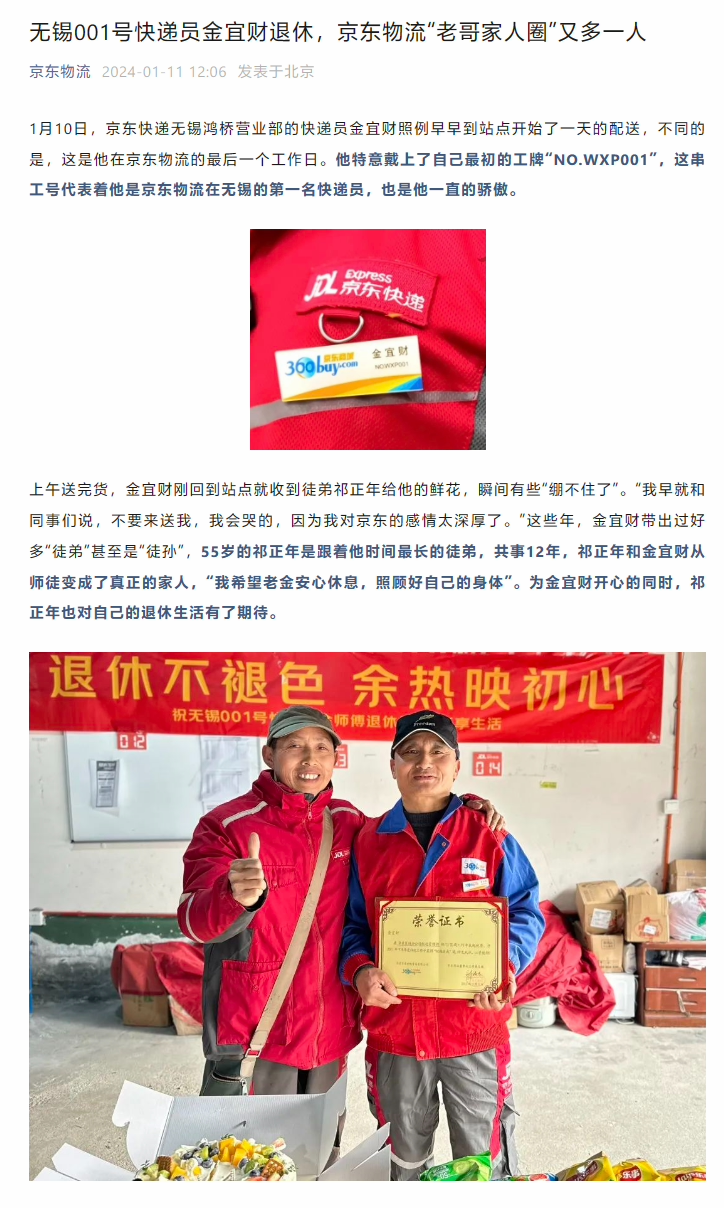 无锡001号快递员金宜财退休，京东物流“老哥家人圈”又多一人
京东物流 2024-01-11 12:06 发表于北京
1月10日，京东快递无锡鸿桥营业部的快递员金宜财照例早早到站点开始了一天的配送，不同的
是，这是他在京东物流的最后一个工作日。他特意戴上了自己最初的工牌“NO.WXP001”，这串
工号代表着他是京东物流在无锡的第一名快递员，也是他一直的骄傲。
JDL Express
京东快递
京东商城
360buy.com
金宜财
NO.WXP001
上午送完货，金宜财刚回到站点就收到徒弟祁正年给他的鲜花，瞬间有些“绷不住了”。“我早就和
同事们说，不要来送我，我会哭的，因为我对京东的感情太深厚了。”这些年，金宜财带出过好
多“徒弟”甚至是“徒孙”，55岁的祁正年是跟着他时间最长的徒弟，共事12年，祁正年和金宜财从
师徒变成了真正的家人，“我希望老金安心休息，照顾好自己的身体“。为金宜财开心的同时，祁
正年也对自己的退休生活有了期待。
退休不褪色 余热映初心
祝无锡001号快 师傅退休 享生活
012
3
JDL
014
JDL
360
荣誉证书
乐事
乐事